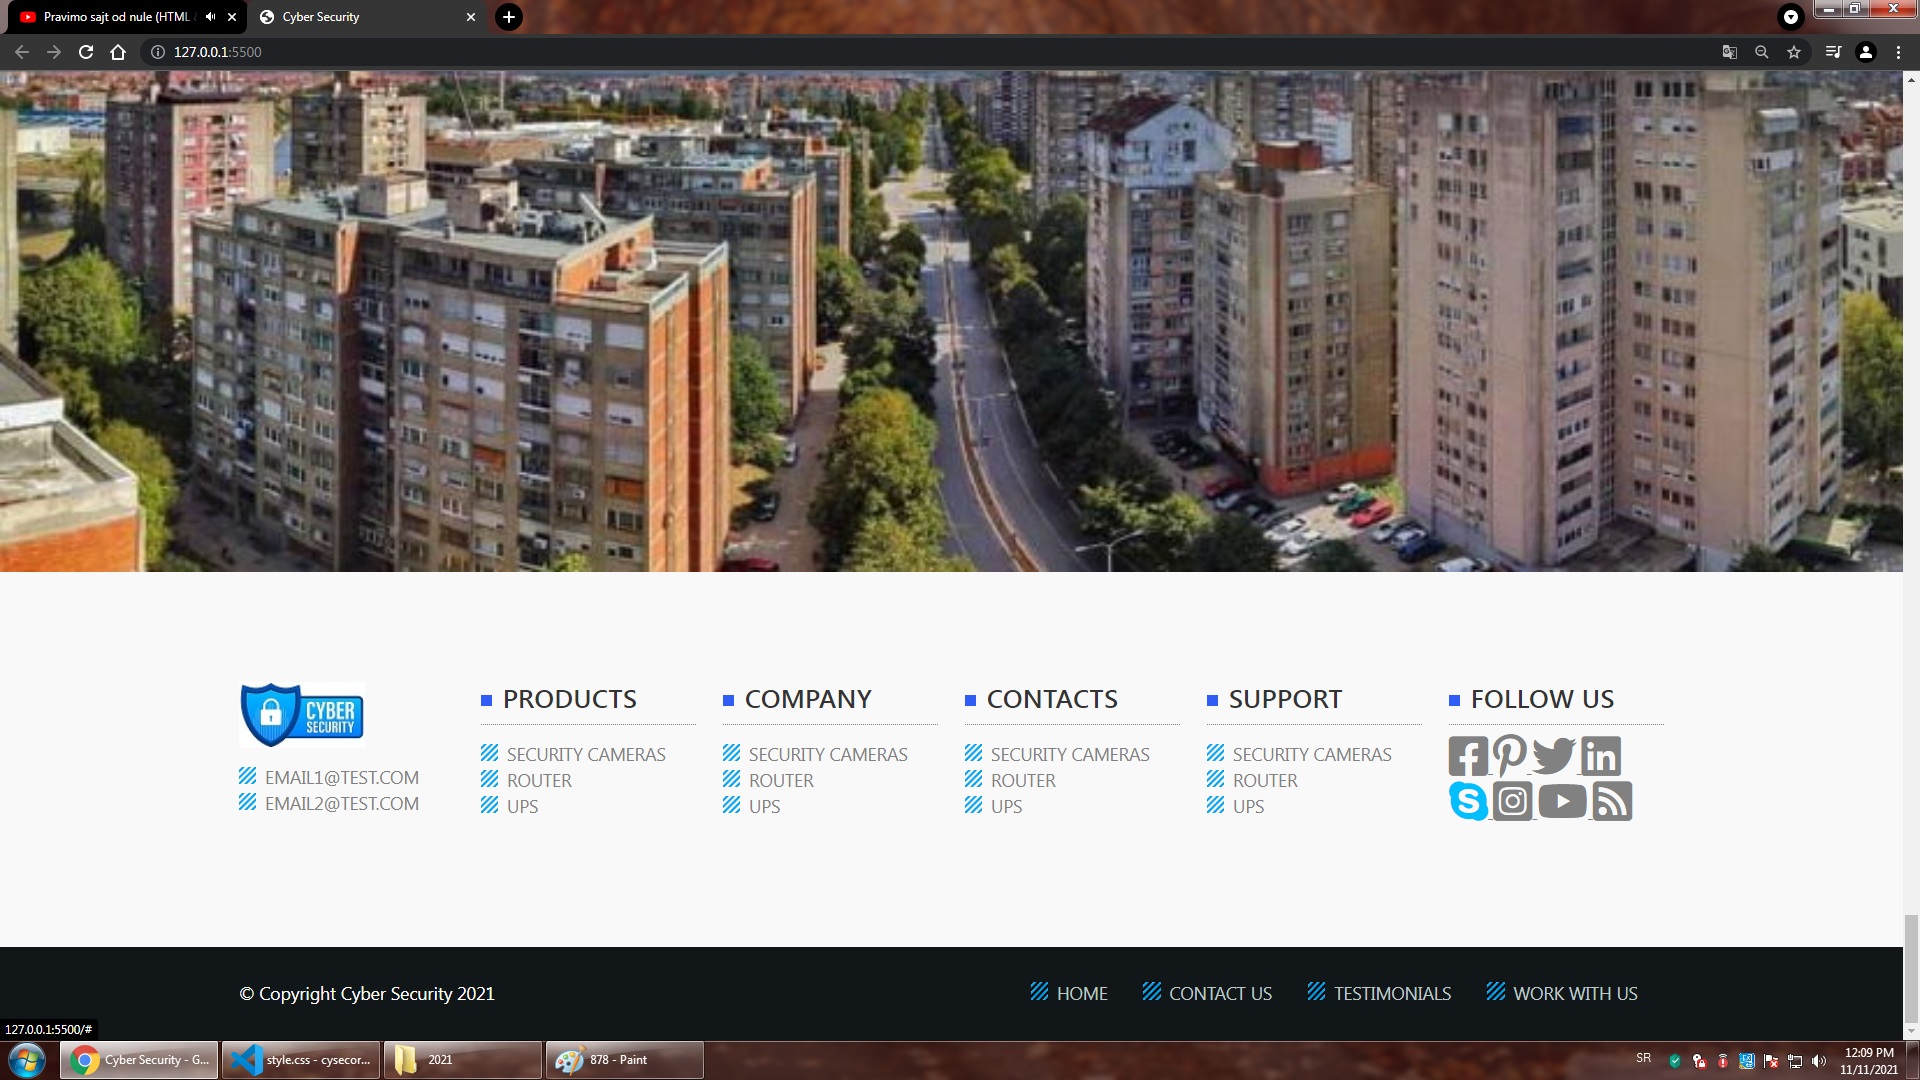 Pravimo sajt od nule (HTML
Cyber Security
127.0.0.1:5500
CYBER
SECURITY
EMAIL1@TEST.COM
EMAIL2@TEST.COM
PRODUCTS
SECURITY CAMERAS
ROUTER
UPS
COMPANY
SECURITY CAMERAS
ROUTER
UPS
CONTACTS
SECURITY CAMERAS
ROUTER
UPS
SUPPORT
SECURITY CAMERAS
ROUTER
UPS
FOLLOW US
© Copyright Cyber Security 2021
HOME
CONTACT US
TESTIMONIALS
WORK WITH US
127.0.0.1:5500/#
Cyber Security - G...
style.css - cysecor...
2021
878 - Paint
SR
12:09 PM
11/11/2021